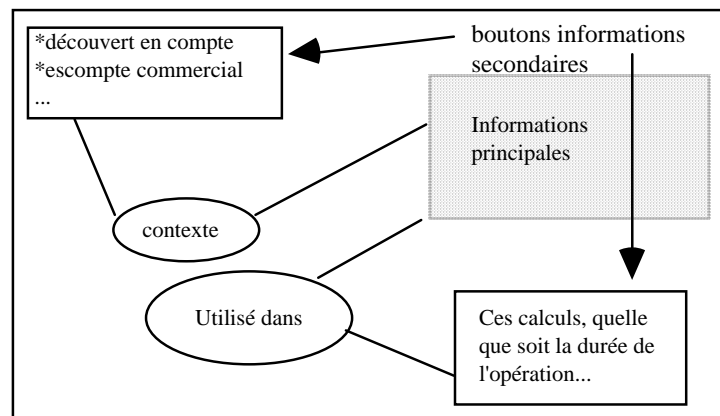 *découvert en compte
*escompte commercial
...
boutons informations
secondaires
Informations
principales
contexte
Utilisé dans
Ces calculs, quelle
que soit la durée de
l'opération...